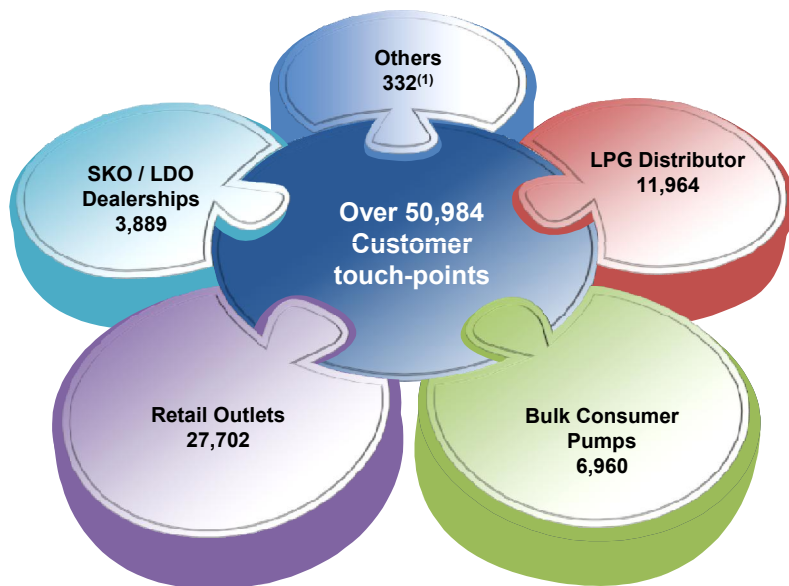 Others
332(1)
SKO / LDO
Dealerships
3,889
LPG Distributor
11,964
Over 50,984
Customer
touch-points
Retail Outlets
27,702
Bulk Consumer
Pumps
6,960